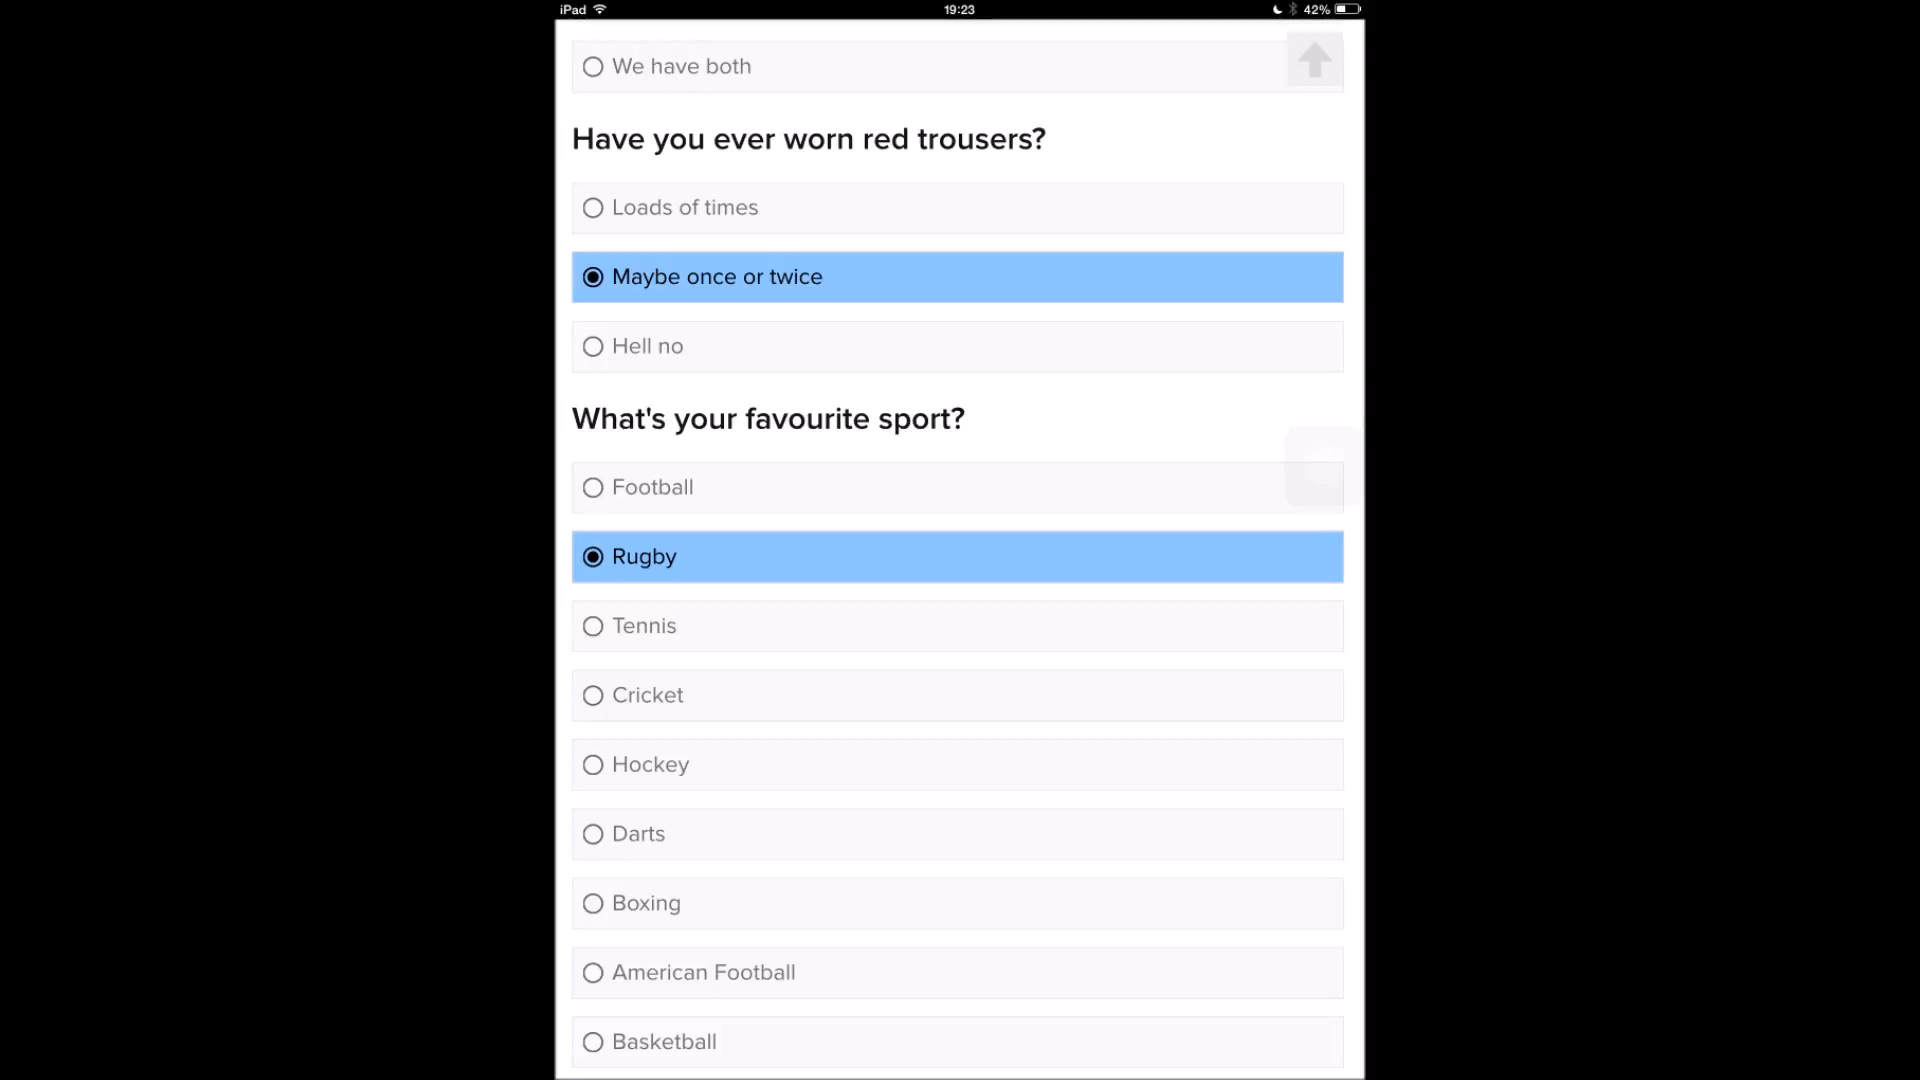 iPad 19:23 42%
We have both
Have you ever worn red trousers?
Loads of times
Maybe once or twice
Hell no
What's your favourite sport?
Football
Rugby
Tennis
Cricket
Hockey
Darts
Boxing
American Football
Basketball